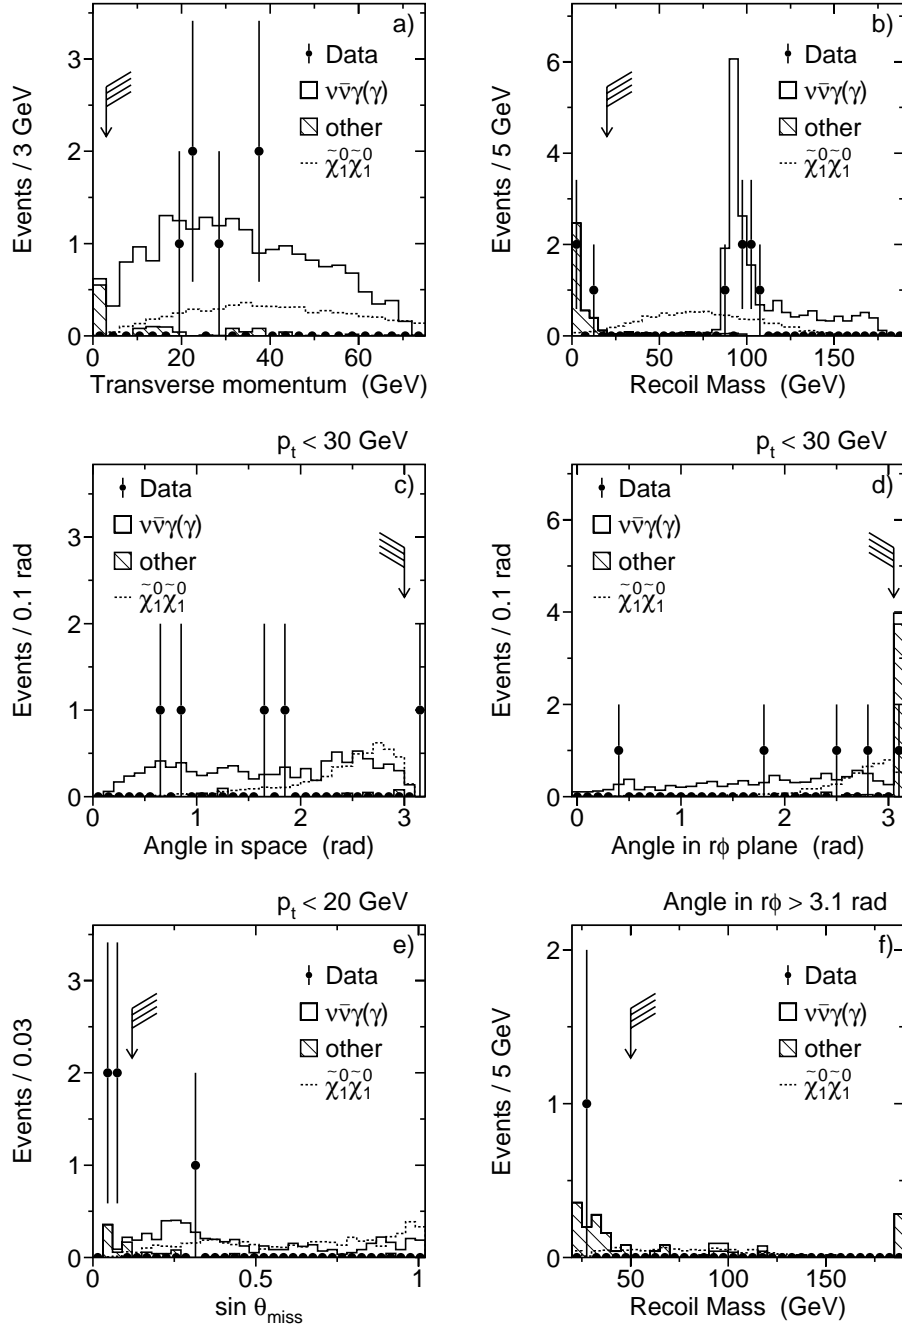 a)
Data
νν̄γ(γ)
other
χ̃⁰₁χ̃⁰₁
Events / 3 GeV
0
1
2
3
0 20 40 60
Transverse momentum (GeV)
b)
Data
νν̄γ(γ)
other
χ̃⁰₁χ̃⁰₁
Events / 5 GeV
0
2
4
6
0 50 100 150
Recoil Mass (GeV)
p_t < 30 GeV
c)
Data
νν̄γ(γ)
other
χ̃⁰₁χ̃⁰₁
Events / 0.1 rad
0
1
2
3
0 1 2 3
Angle in space (rad)
p_t < 30 GeV
d)
Data
νν̄γ(γ)
other
χ̃⁰₁χ̃⁰₁
Events / 0.1 rad
0
2
4
6
0 1 2 3
Angle in rϕ plane (rad)
p_t < 20 GeV
e)
Data
νν̄γ(γ)
other
χ̃⁰₁χ̃⁰₁
Events / 0.03
0
1
2
3
0 0.5 1
sin θ_miss
Angle in rϕ > 3.1 rad
f)
Data
νν̄γ(γ)
other
χ̃⁰₁χ̃⁰₁
Events / 5 GeV
0
1
2
50 100 150
Recoil Mass (GeV)